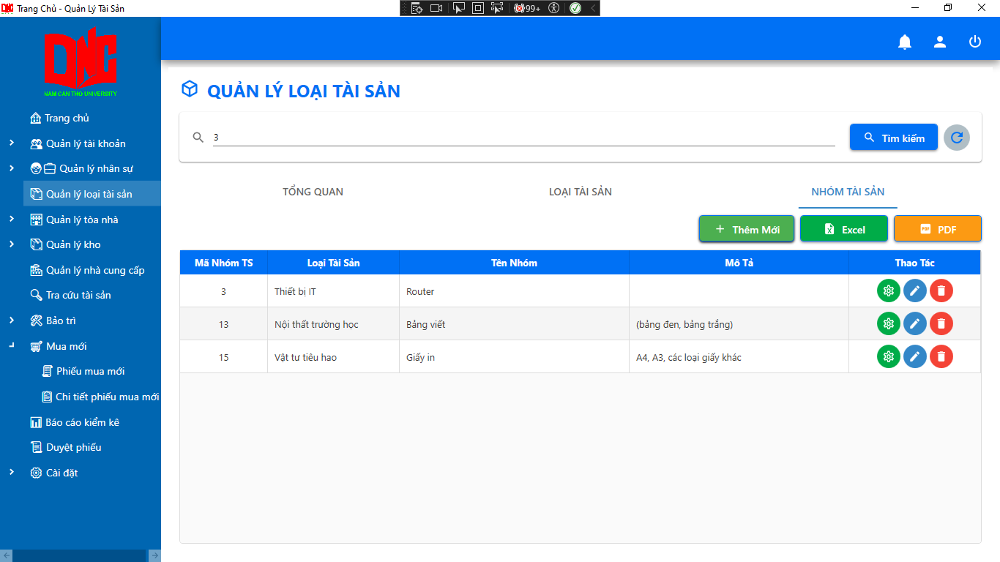 Trang Chủ - Quản Lý Tài Sản
99+
DNC
NAM CAN THO UNIVERSITY
Trang chủ
Quản lý tài khoản
Quản lý nhân sự
Quản lý loại tài sản
Quản lý tòa nhà
Quản lý kho
Quản lý nhà cung cấp
Tra cứu tài sản
Bảo trì
Mua mới
Phiếu mua mới
Chi tiết phiếu mua mới
Báo cáo kiểm kê
Duyệt phiếu
Cài đặt
QUẢN LÝ LOẠI TÀI SẢN
3
Tìm kiếm
TỔNG QUAN LOẠI TÀI SẢN NHÓM TÀI SẢN
Thêm Mới Excel PDF
Mã Nhóm TS Loại Tài Sản Tên Nhóm Mô Tả Thao Tác
3 Thiết bị IT Router
13 Nội thất trường học Bảng viết (bảng đen, bảng trắng)
15 Vật tư tiêu hao Giấy in A4, A3, các loại giấy khác